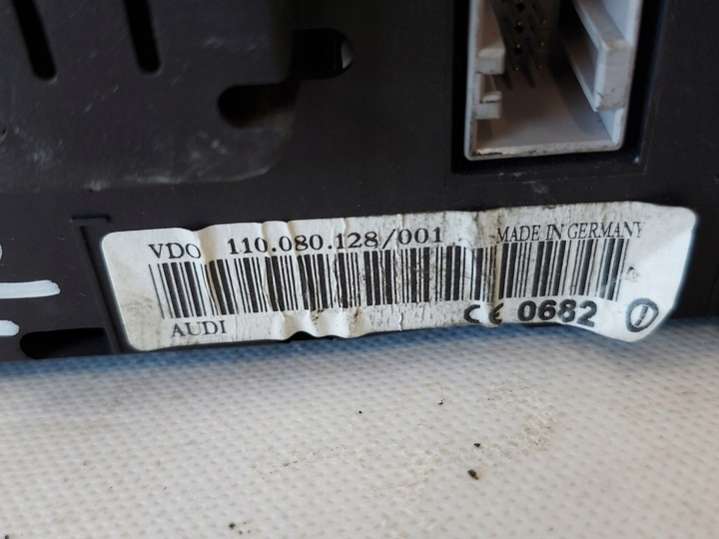 VDO 110.080.128/001 MADE IN GERMANY
AUDI CE 0682